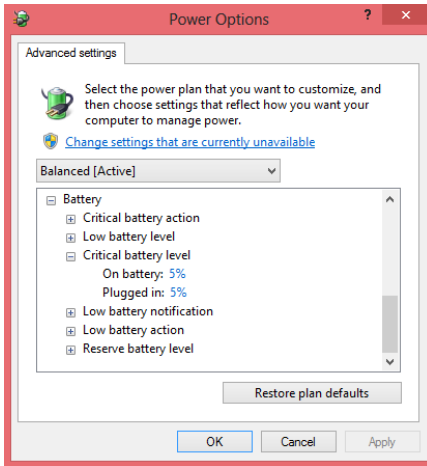 Power Options
Advanced settings
Select the power plan that you want to customize, and
then choose settings that reflect how you want your
computer to manage power.
Change settings that are currently unavailable
Balanced [Active]
Battery
Critical battery action
Low battery level
Critical battery level
On battery: 5%
Plugged in: 5%
Low battery notification
Low battery action
Reserve battery level
Restore plan defaults
OK Cancel Apply